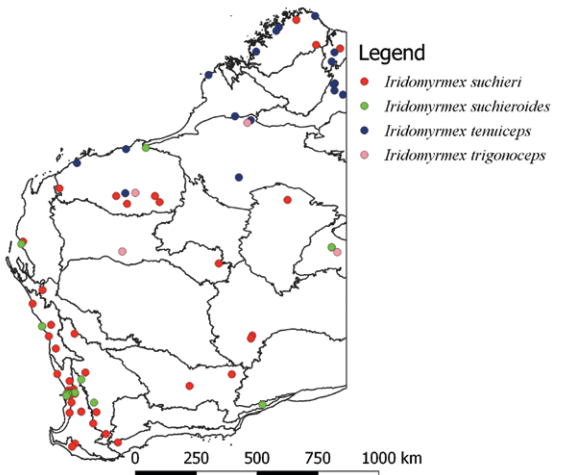 Legend
Iridomyrmex suchieri
Iridomyrmex suchieroides
Iridomyrmex tenuiceps
Iridomyrmex trigonoceps
0 250 500 750 1000 km